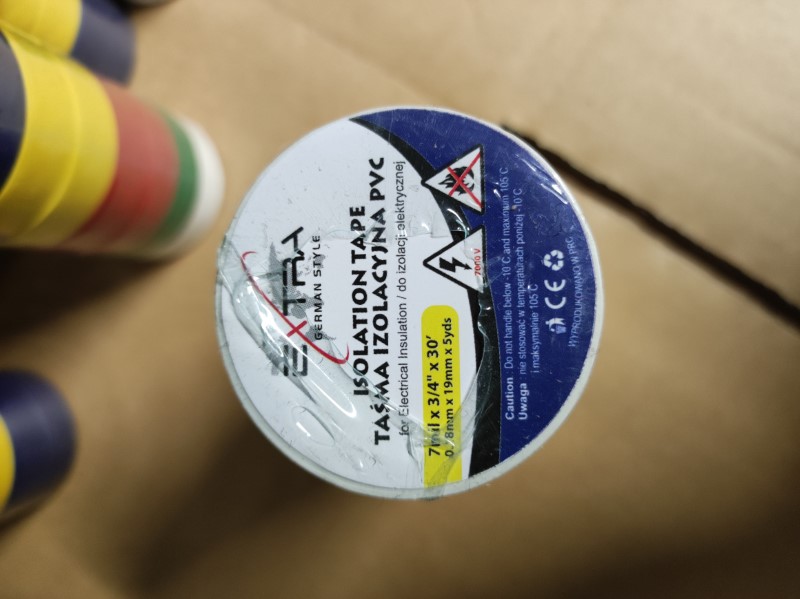 EXTRA
GERMAN STYLE
ISOLATION TAPE
TAŚMA IZOLACYJNA PVC
for Electrical Insulation / do izolacji elektrycznej
7mil x 3/4" x 30'
0,18mm x 19mm x 5yds
7000 V
Caution Do not handle below -10˚C and maximum 105˚C
Uwaga nie stosować w temperaturach poniżej -10˚C
i maksymalnie 105˚C
CE
WYPRODUKOWANO W PRC